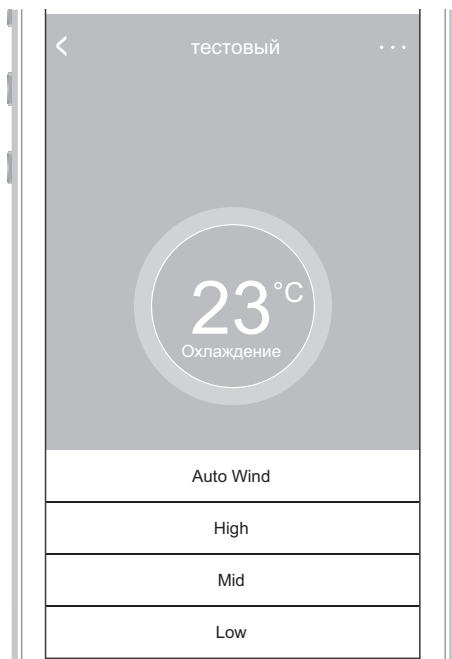 тестовый
23°C
Охлаждение
Auto Wind
High
Mid
Low